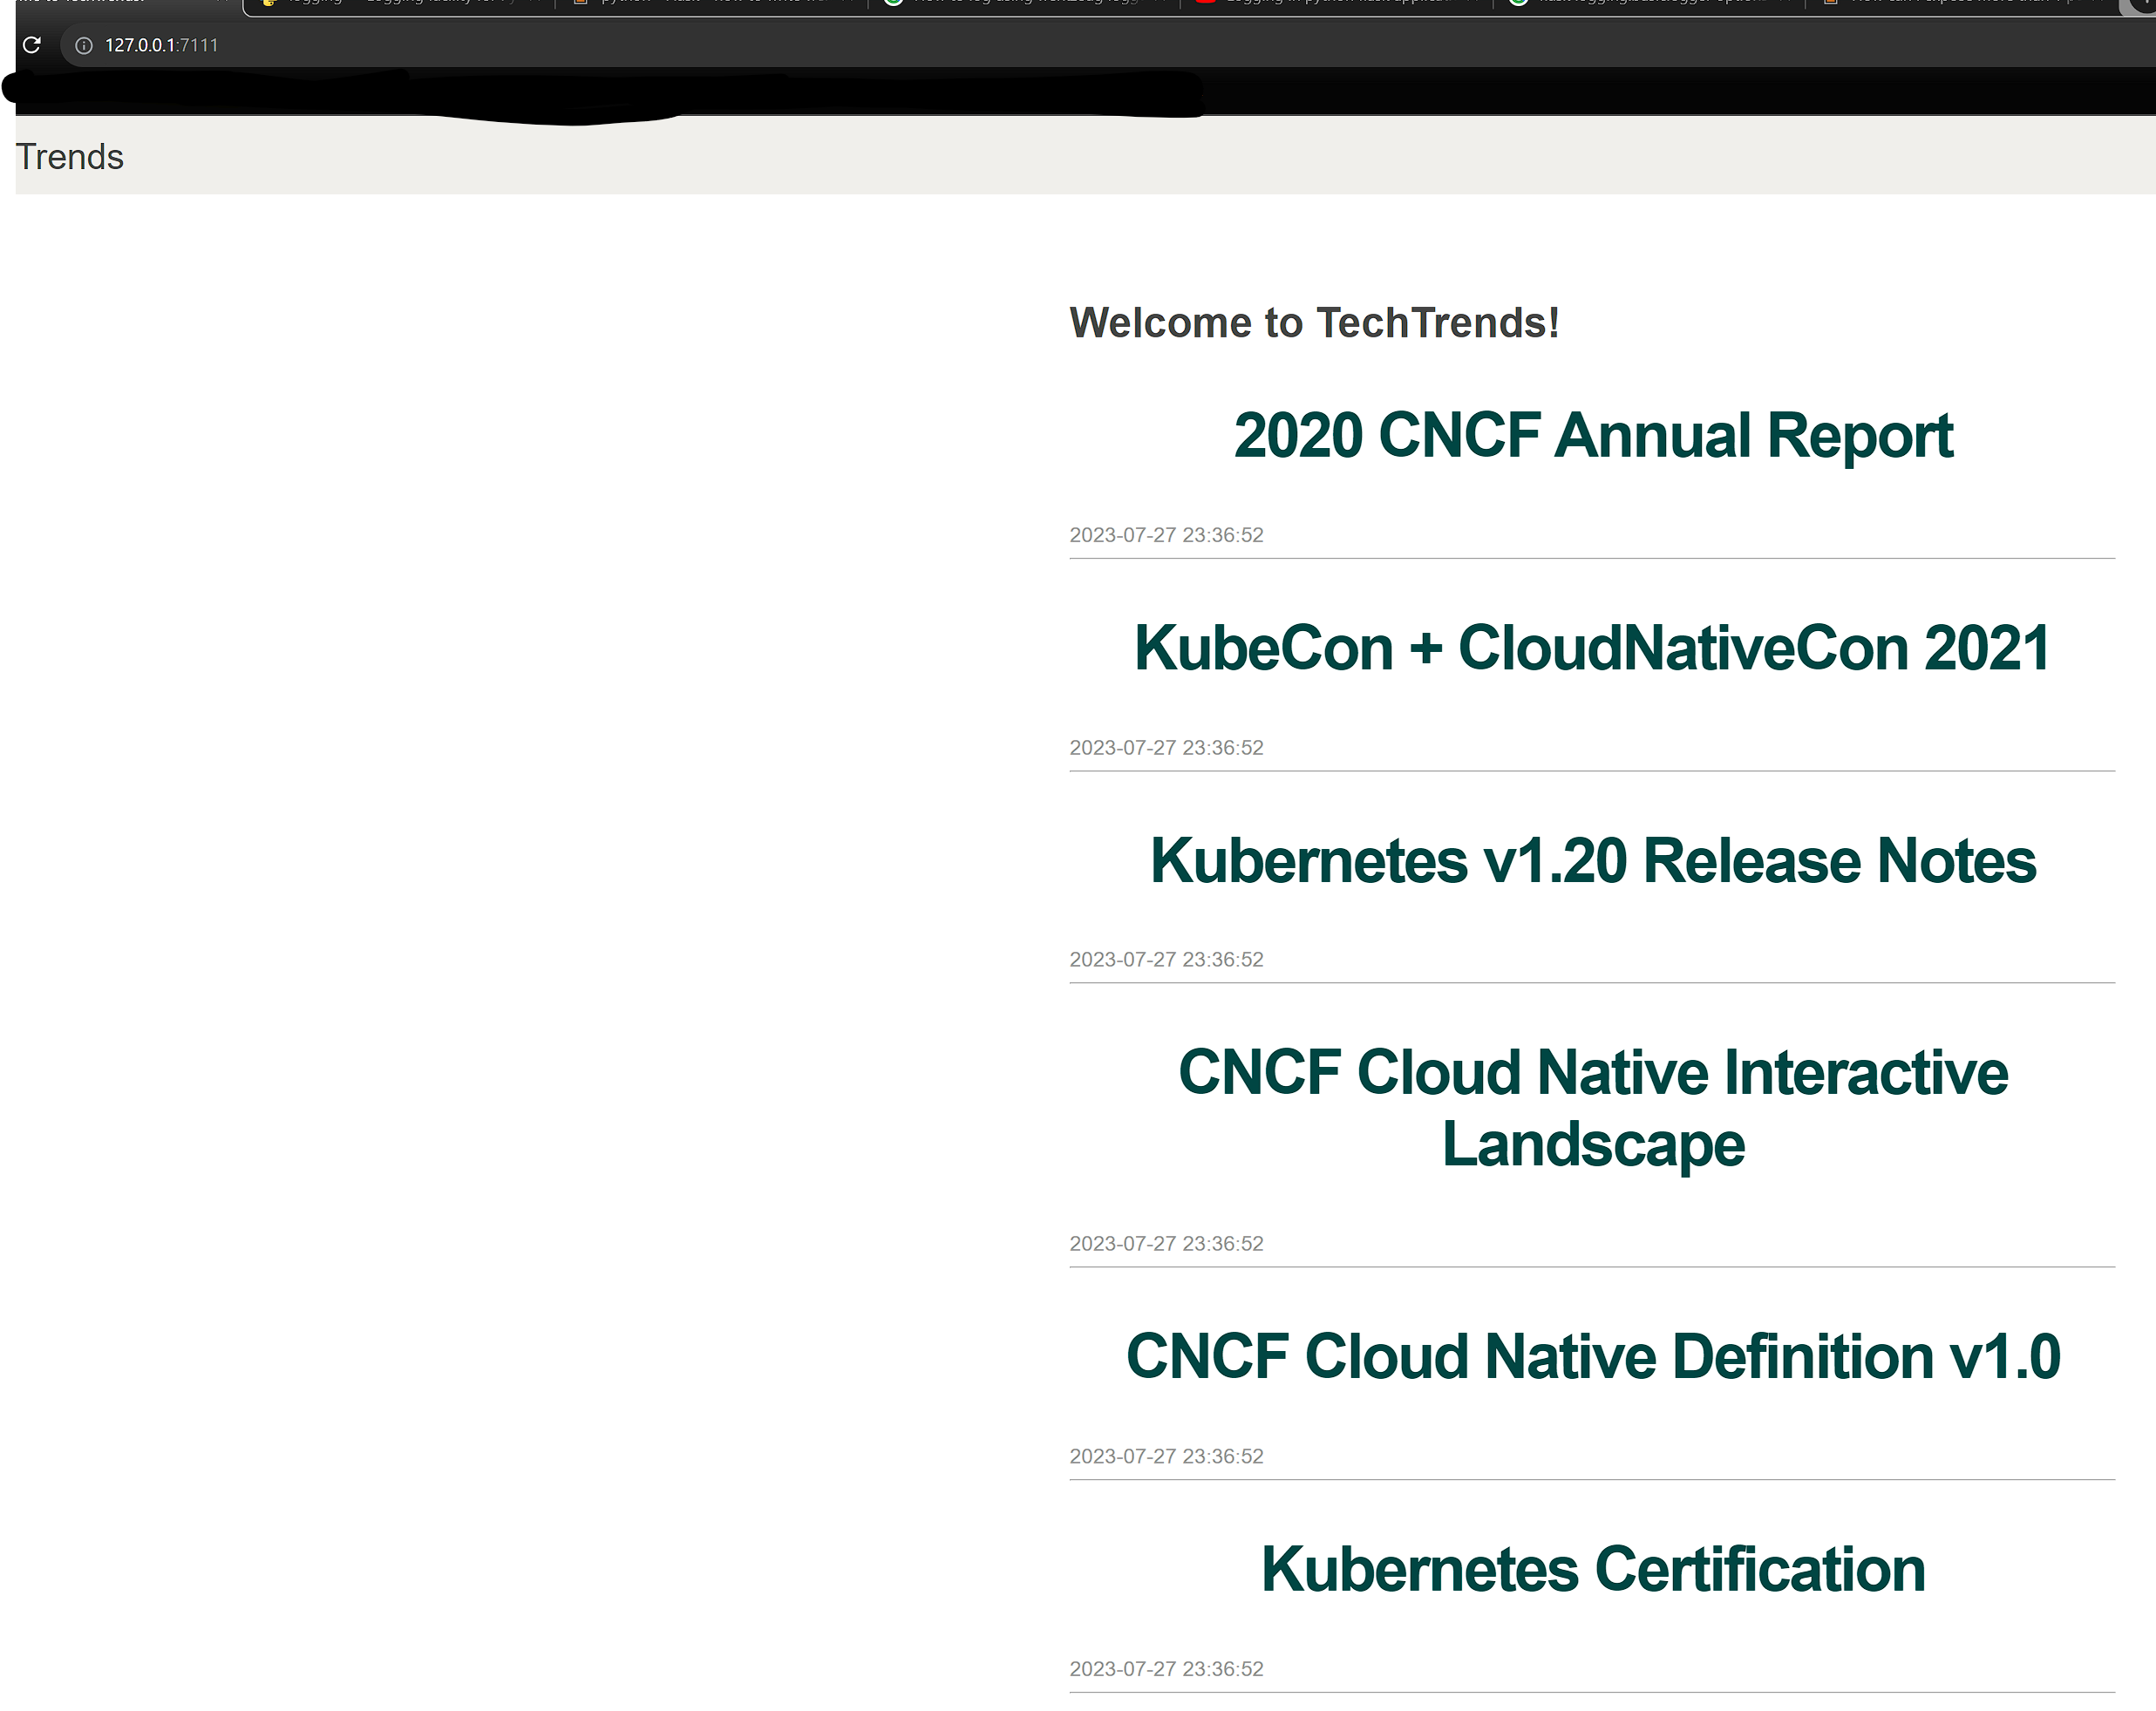 127.0.0.1:7111
Trends
Welcome to TechTrends!
2020 CNCF Annual Report
2023-07-27 23:36:52
KubeCon + CloudNativeCon 2021
2023-07-27 23:36:52
Kubernetes v1.20 Release Notes
2023-07-27 23:36:52
CNCF Cloud Native Interactive
Landscape
2023-07-27 23:36:52
CNCF Cloud Native Definition v1.0
2023-07-27 23:36:52
Kubernetes Certification
2023-07-27 23:36:52